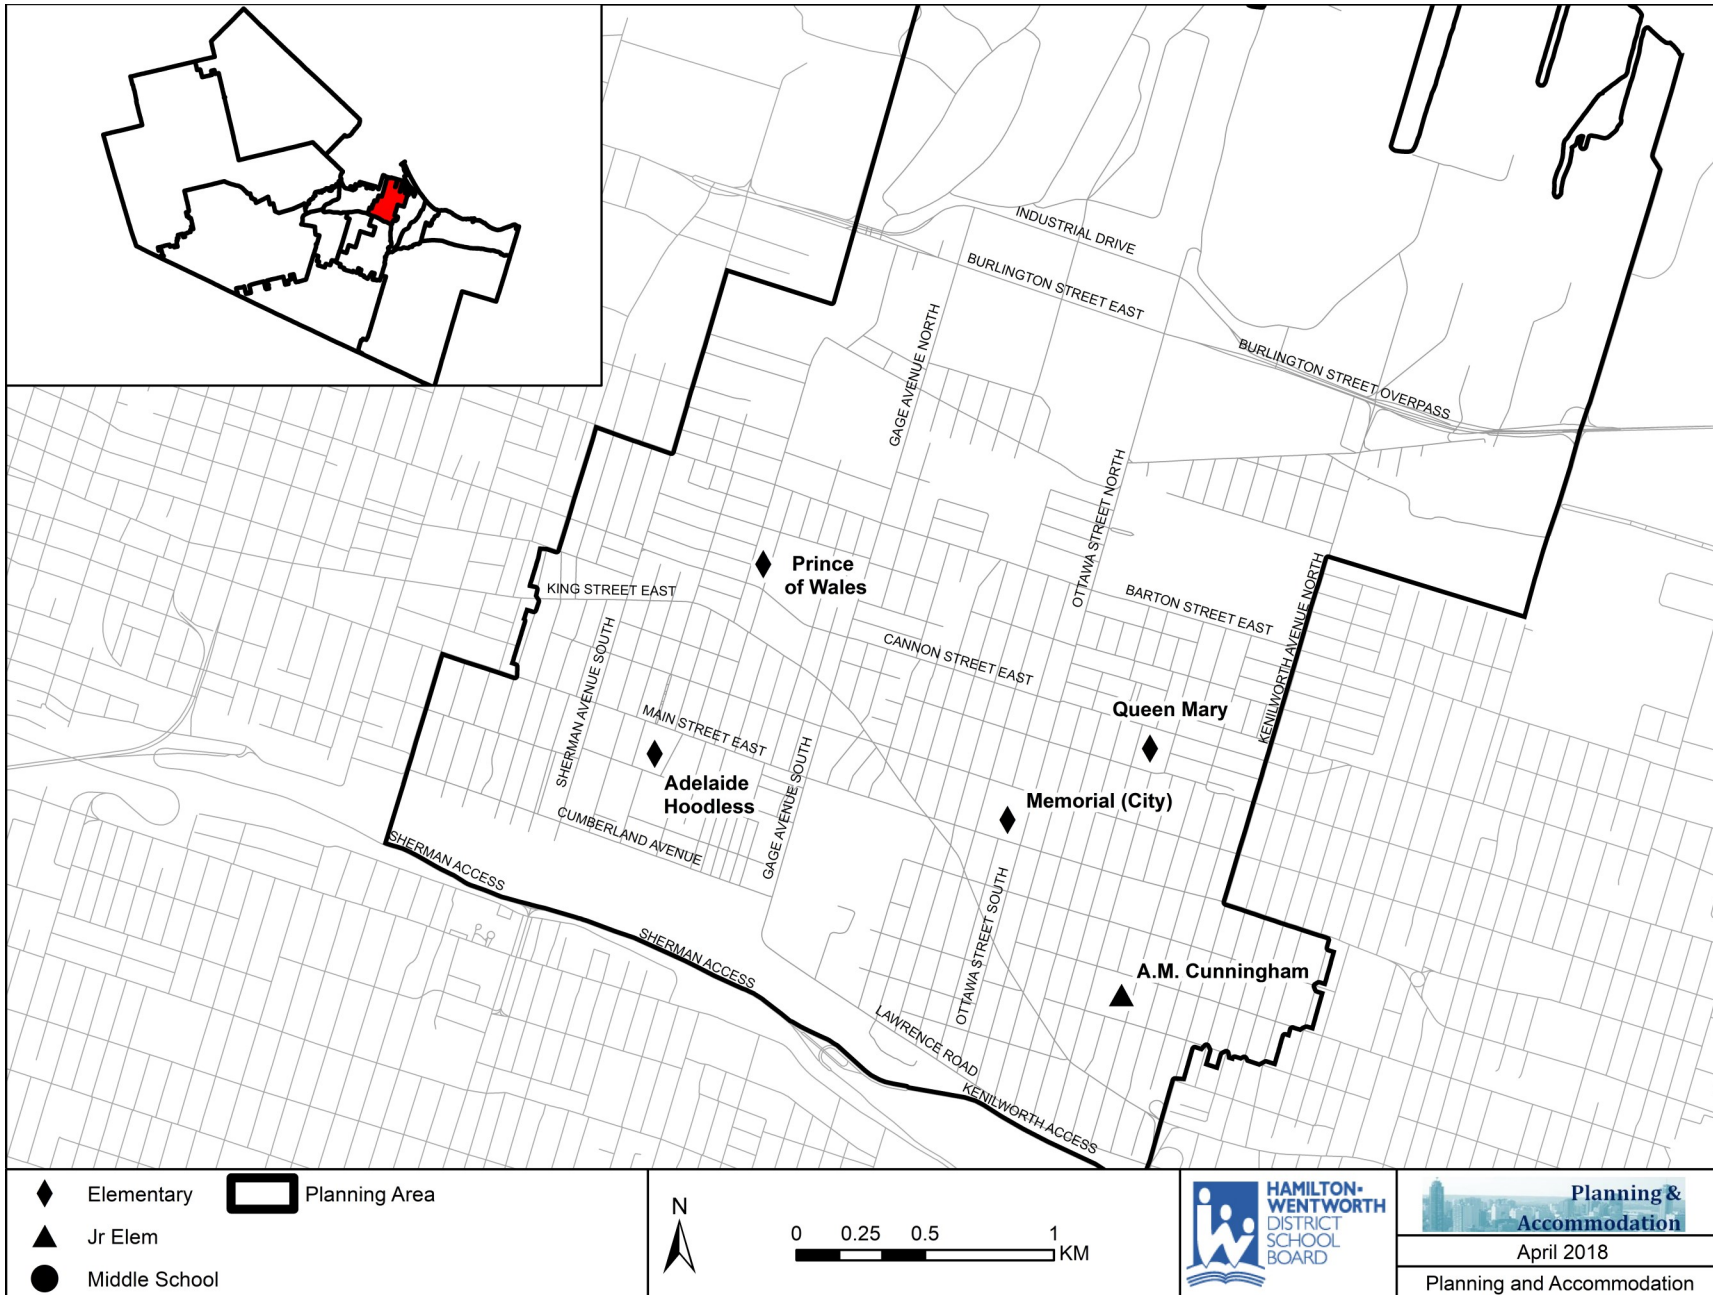 INDUSTRIAL DRIVE
BURLINGTON STREET EAST
GAGE AVENUE NORTH
BURLINGTON STREET OVERPASS
OTTAWA STREET NORTH
Prince
of Wales
KING STREET EAST
BARTON STREET EAST
KENILWORTH AVENUE NORTH
CANNON STREET EAST
SHERMAN AVENUE SOUTH
MAIN STREET EAST
Queen Mary
Adelaide
Hoodless
GAGE AVENUE SOUTH
Memorial (City)
CUMBERLAND AVENUE
SHERMAN ACCESS
OTTAWA STREET SOUTH
SHERMAN ACCESS
A.M. Cunningham
LAWRENCE ROAD
KENILWORTH ACCESS
Elementary
Planning Area
Jr Elem
Middle School
N
0 0.25 0.5 1
KM
HAMILTON-
WENTWORTH
DISTRICT
SCHOOL
BOARD
Planning &
Accommodation
April 2018
Planning and Accommodation